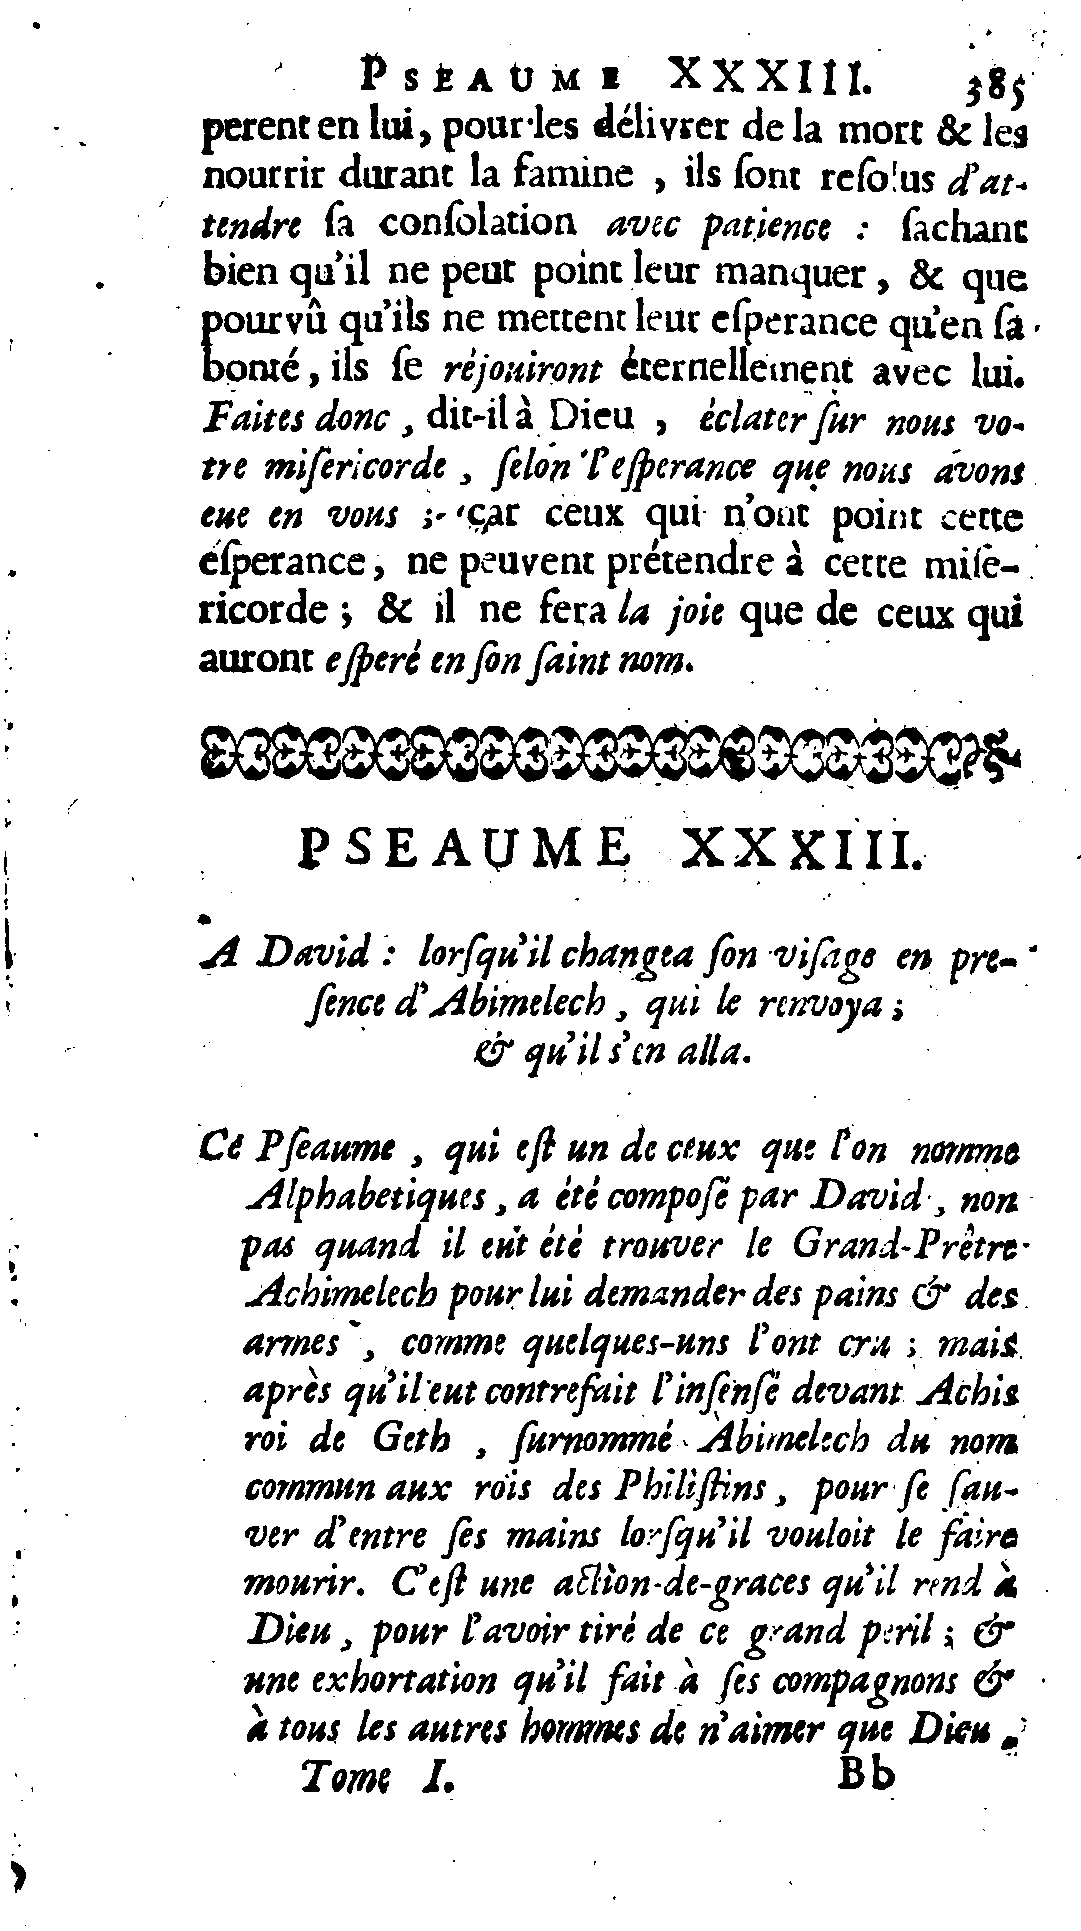 PSEAUME XXXIII. 385
perent en lui, pour les délivrer de la mort & les
nourrir durant la famine, ils ſont reſolus d'at-
tendre ſa conſolation avec patience : ſachant
bien qu'il ne peut point leur manquer, & que
pourvû qu'ils ne mettent leur eſperance qu'en ſa
bonté, ils ſe réjouiront éternellement avec lui.
Faites donc, dit-il à Dieu, éclater ſur nous vo-
tre miſericorde, ſelon l'eſperance que nous avons
eue en vous ; car ceux qui n'ont point cette
eſperance, ne peuvent prétendre à cette miſe-
ricorde ; & il ne fera la joie que de ceux qui
auront eſperé en ſon ſaint nom.
PSEAUME XXXIII.
A David : lorſqu'il changea ſon viſage en pre-
ſence d'Abimelech, qui le renvoya ;
& qu'il s'en alla.
Ce Pſeaume, qui eſt un de ceux que l'on nomme
Alphabetiques, a été compoſé par David, non
pas quand il eut été trouver le Grand-Prêtre
Achimelech pour lui demander des pains & des
armes, comme quelques-uns l'ont cru ; mais
après qu'il eut contrefait l'inſenſé devant Achis
roi de Geth, ſurnommé Abimelech du nom
commun aux rois des Philiſtins, pour ſe ſau-
ver d'entre ſes mains lorſqu'il vouloit le faire
mourir. C'eſt une action-de-graces qu'il rend à
Dieu, pour l'avoir tiré de ce grand peril ; &
une exhortation qu'il fait à ſes compagnons &
à tous les autres hommes de n'aimer que Dieu.
Tome I. Bb